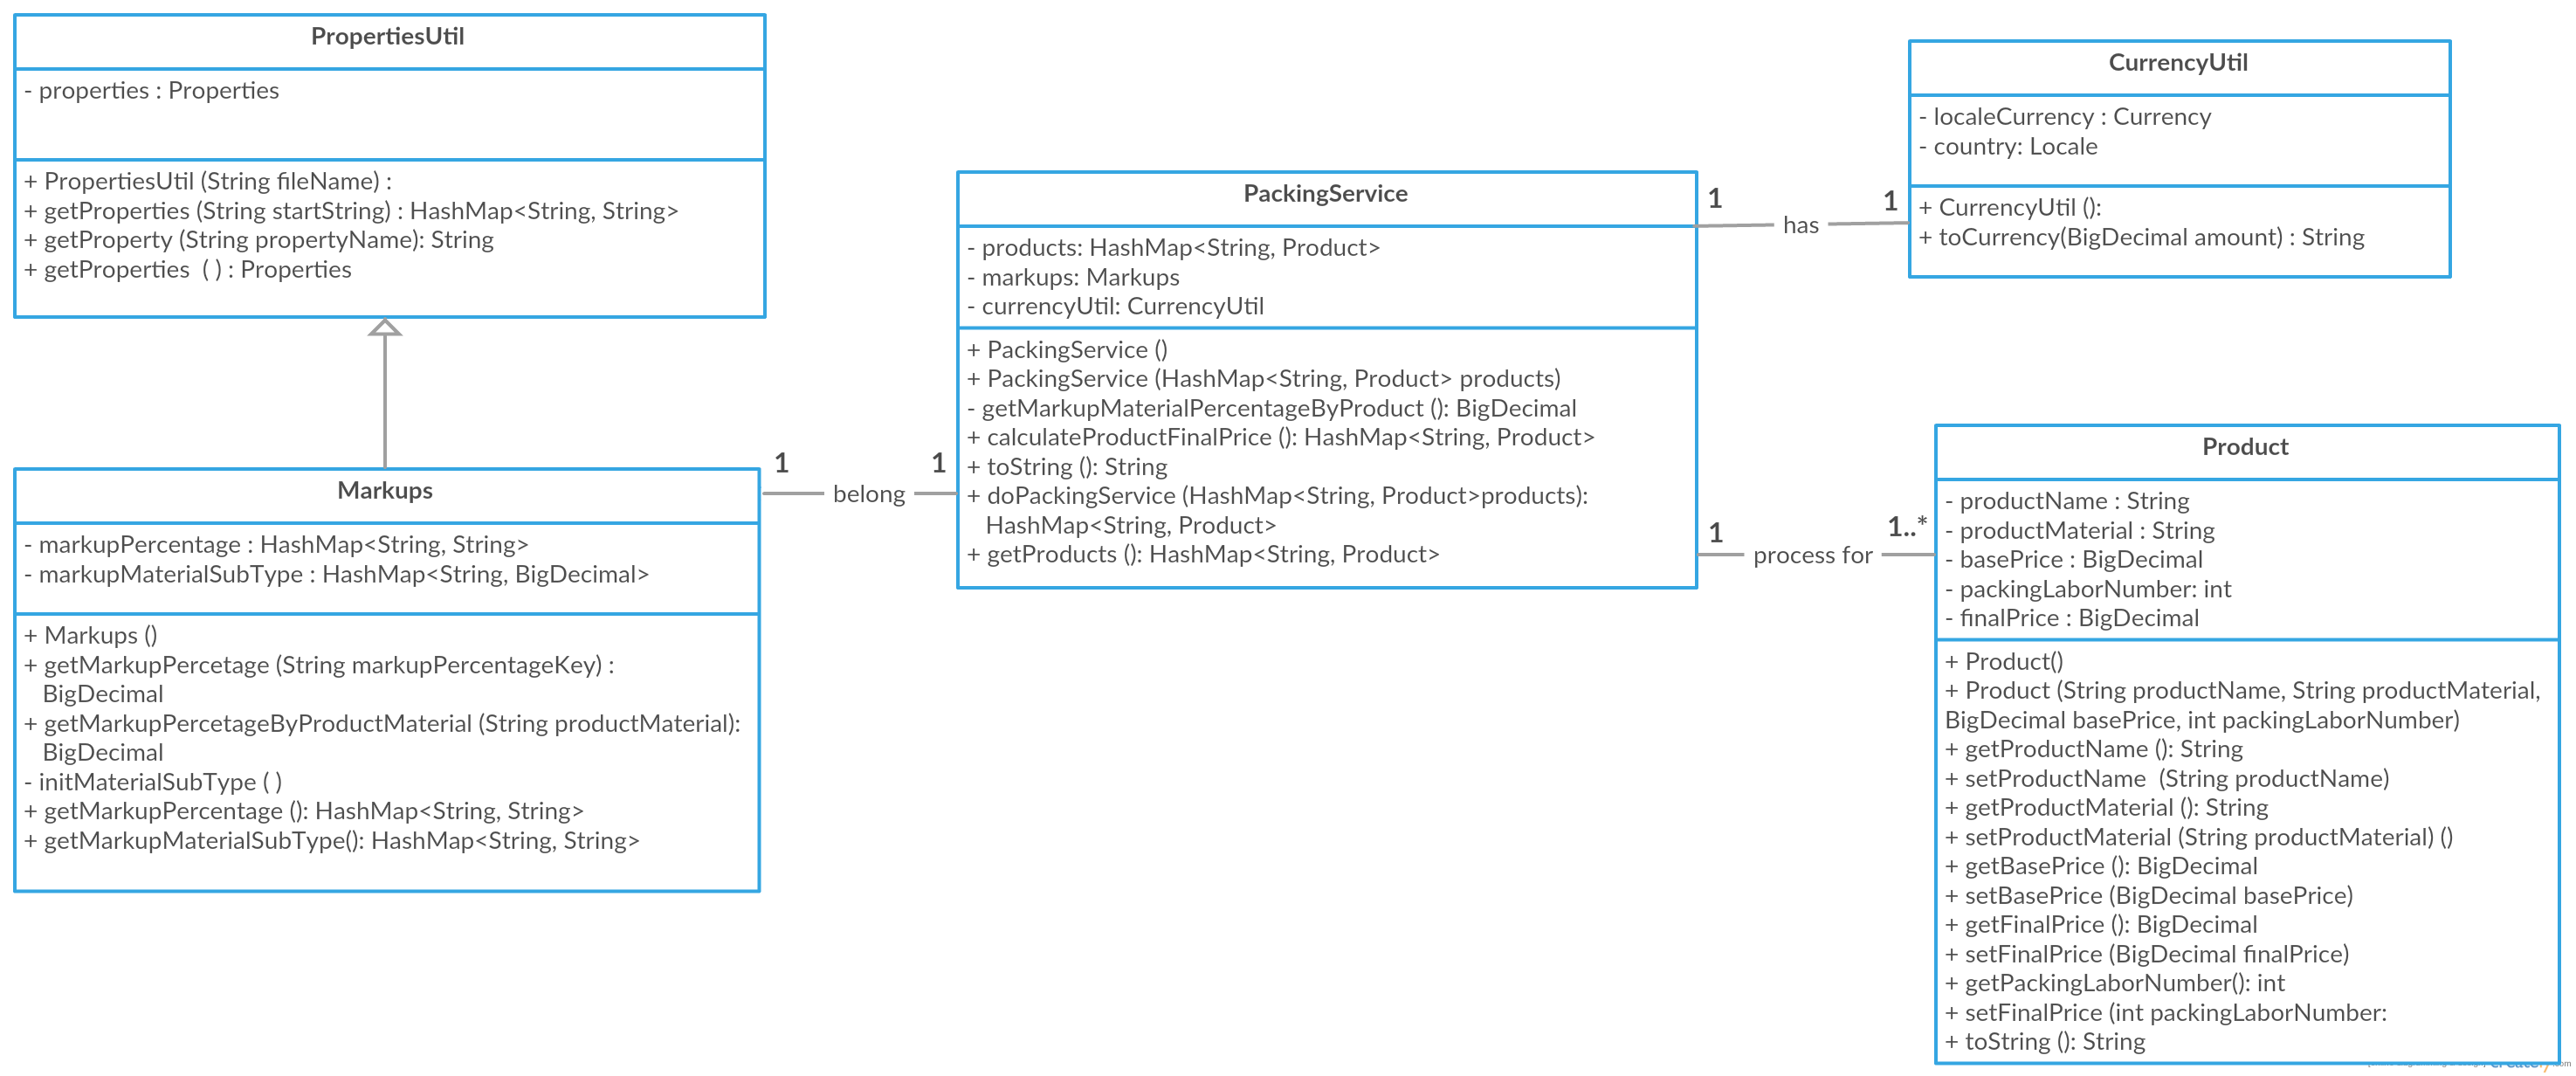 PropertiesUtil
- properties : Properties
+ PropertiesUtil (String fileName) :
+ getProperties (String startString) : HashMap<String, String>
+ getProperty (String propertyName): String
+ getProperties  ( ) : Properties
Markups
- markupPercentage : HashMap<String, String>
- markupMaterialSubType : HashMap<String, BigDecimal>
+ Markups ()
+ getMarkupPercetage (String markupPercentageKey) :
BigDecimal
+ getMarkupPercetageByProductMaterial (String productMaterial):
BigDecimal
- initMaterialSubType ( )
+ getMarkupPercentage (): HashMap<String, String>
+ getMarkupMaterialSubType(): HashMap<String, String>
1
belong
1
PackingService
- products: HashMap<String, Product>
- markups: Markups
- currencyUtil: CurrencyUtil
+ PackingService ()
+ PackingService (HashMap<String, Product> products)
- getMarkupMaterialPercentageByProduct (): BigDecimal
+ calculateProductFinalPrice (): HashMap<String, Product>
+ toString (): String
+ doPackingService (HashMap<String, Product>products):
HashMap<String, Product>
+ getProducts (): HashMap<String, Product>
1
has
1
CurrencyUtil
- localeCurrency : Currency
- country: Locale
+ CurrencyUtil ():
+ toCurrency(BigDecimal amount) : String
1
process for
1..*
Product
- productName : String
- productMaterial : String
- basePrice : BigDecimal
- packingLaborNumber: int
- finalPrice : BigDecimal
+ Product()
+ Product (String productName, String productMaterial,
BigDecimal basePrice, int packingLaborNumber)
+ getProductName (): String
+ setProductName  (String productName)
+ getProductMaterial (): String
+ setProductMaterial (String productMaterial) ()
+ getBasePrice (): BigDecimal
+ setBasePrice (BigDecimal basePrice)
+ getFinalPrice (): BigDecimal
+ setFinalPrice (BigDecimal finalPrice)
+ getPackingLaborNumber(): int
+ setFinalPrice (int packingLaborNumber:
+ toString (): String